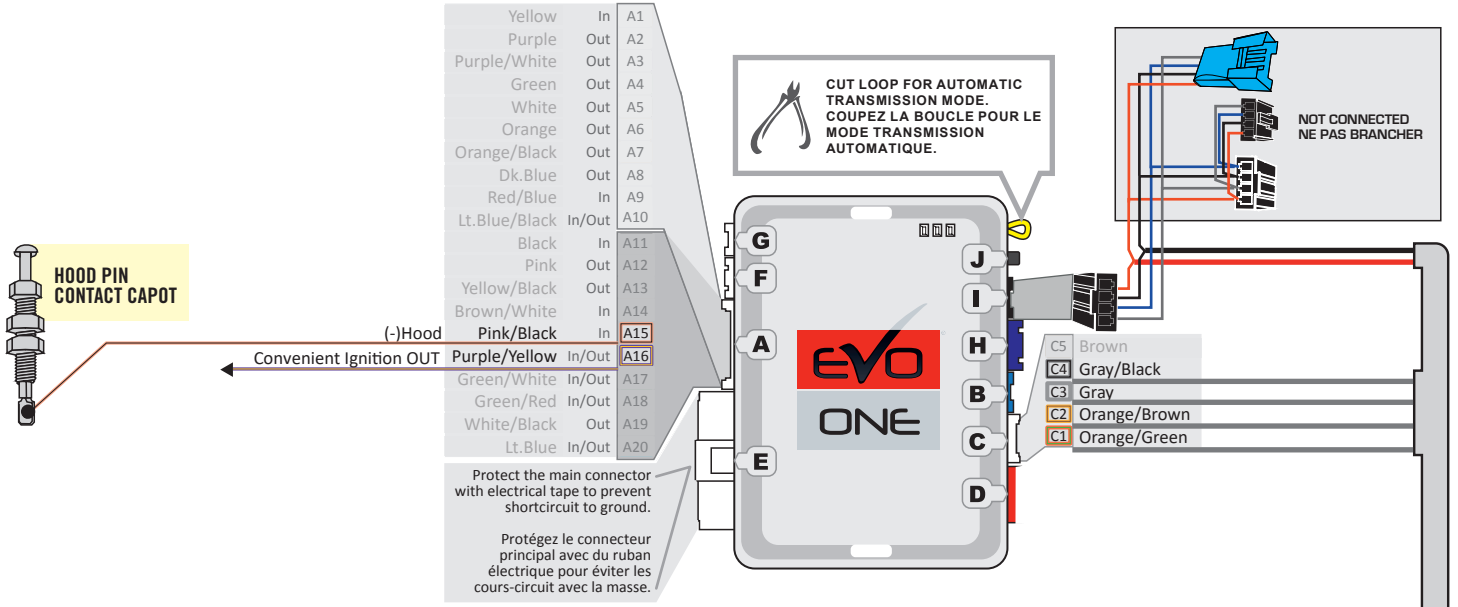 Yellow In A1
Purple Out A2
Purple/White Out A3
Green Out A4
White Out A5
Orange Out A6
Orange/Black Out A7
Dk.Blue Out A8
Red/Blue In A9
Lt.Blue/Black In/Out A10
Black In A11
Pink Out A12
Yellow/Black Out A13
Brown/White In A14
(-)Hood Pink/Black In A15
Convenient Ignition OUT Purple/Yellow In/Out A16
Green/White In/Out A17
Green/Red In/Out A18
White/Black Out A19
Lt.Blue In/Out A20
HOOD PIN
CONTACT CAPOT
Protect the main connector
with electrical tape to prevent
shortcircuit to ground.
Protégez le connecteur
principal avec du ruban
électrique pour éviter les
cours-circuit avec la masse.
CUT LOOP FOR AUTOMATIC
TRANSMISSION MODE.
COUPEZ LA BOUCLE POUR LE
MODE TRANSMISSION
AUTOMATIQUE.
G
F
A
E
EVO
ONE
J
I
H
B
C
D
NOT CONNECTED
NE PAS BRANCHER
C5 Brown
C4 Gray/Black
C3 Gray
C2 Orange/Brown
C1 Orange/Green